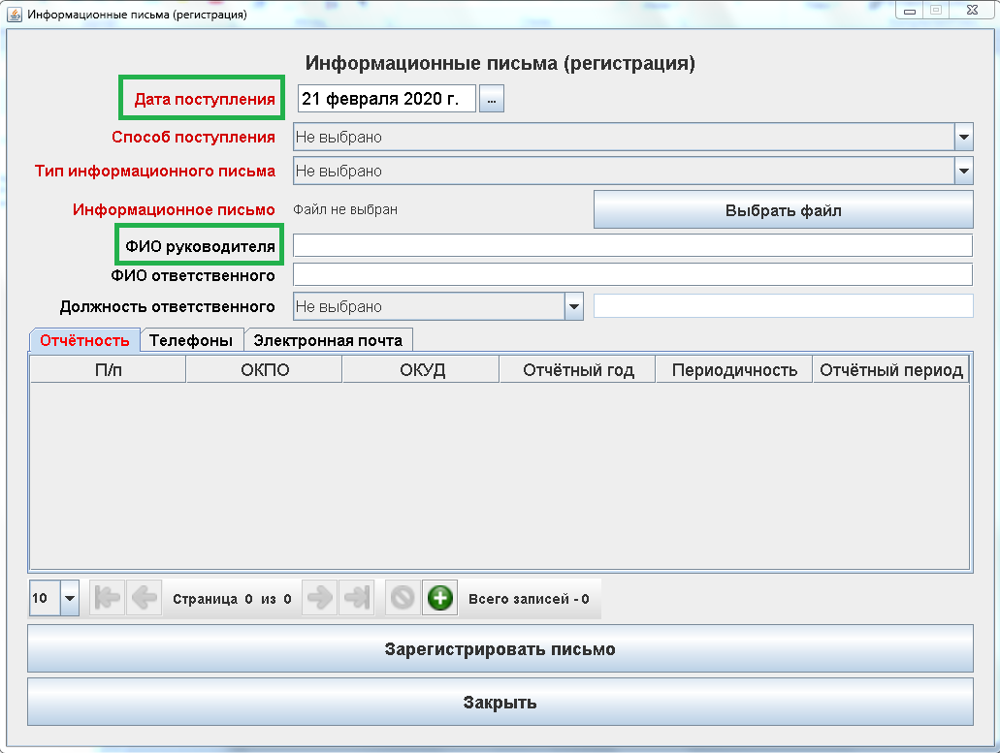 Информационные письма (регистрация)
Информационные письма (регистрация)
Дата поступления 21 февраля 2020 г. ...
Способ поступления Не выбрано
Тип информационного письма Не выбрано
Информационное письмо Файл не выбран Выбрать файл
ФИО руководителя
ФИО ответственного
Должность ответственного Не выбрано
Отчётность Телефоны Электронная почта
П/п ОКПО ОКУД Отчётный год Периодичность Отчётный период
10 Страница 0 из 0 Всего записей - 0
Зарегистрировать письмо
Закрыть